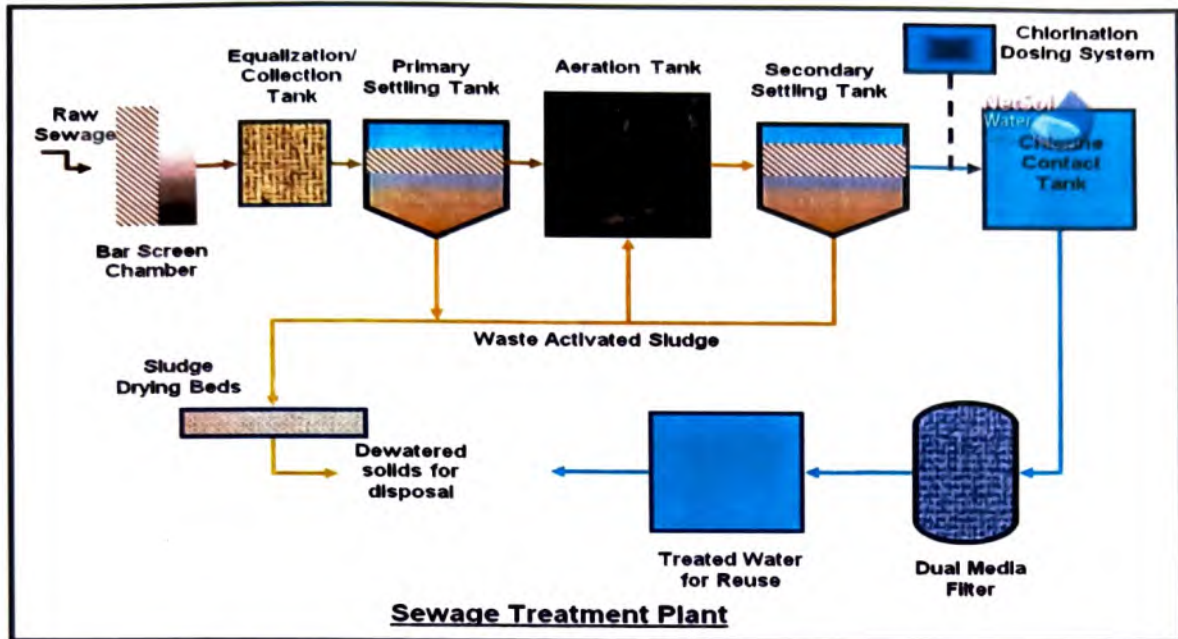 Equalization/
Collection
Tank
Primary
Settling Tank
Aeration Tank
Secondary
Settling Tank
Chlorination
Dosing System
Raw
Sewage
NetSol
Water
Chlorine
Contact
Tank
Bar Screen
Chamber
Waste Activated Sludge
Sludge
Drying Beds
Dewatered
solids for
disposal
Treated Water
for Reuse
Dual Media
Filter
Sewage Treatment Plant